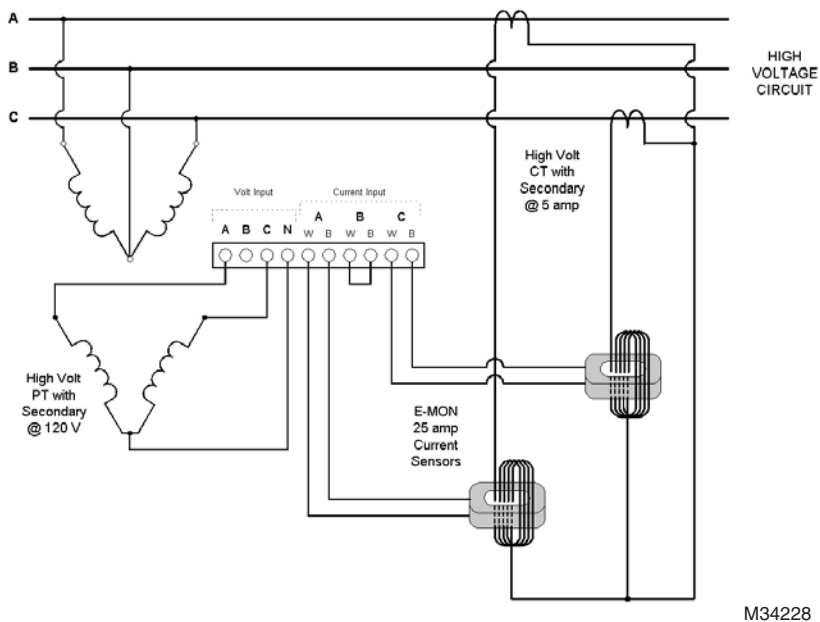 A
B
C
HIGH
VOLTAGE
CIRCUIT
High Volt
CT with
Secondary
@ 5 amp
Volt Input
Current Input
A B C
A B C N W B W B W B
High Volt
PT with
Secondary
@ 120 V
E-MON
25 amp
Current
Sensors
M34228